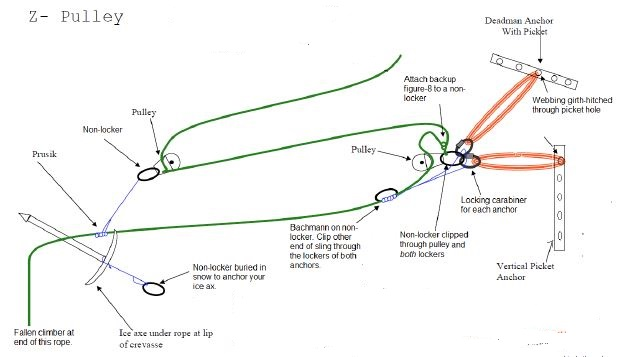 Z- Pulley
Deadman Anchor
With Picket
Attach backup
figure-8 to a non-
locker
Webbing girth-hitched
through picket hole
Pulley
Non-locker
Prusik
Pulley
Locking carabiner
for each anchor
Bachmann on non-
locker. Clip other
end of sling through
the lockers of both
anchors.
Non-locker clipped
through pulley and
both lockers
Vertical Picket
Anchor
Non-locker buried in
snow to anchor your
ice ax.
Fallen climber at
end of this rope.
Ice axe under rope at lip
of crevasse